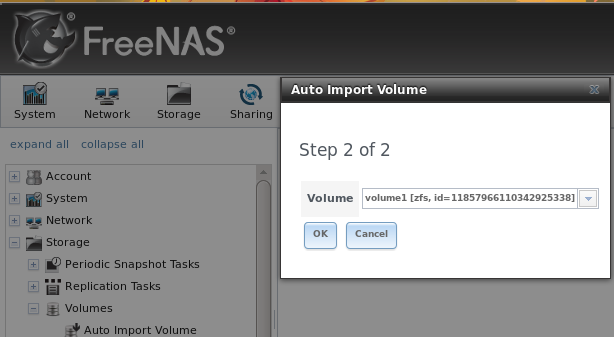 FreeNAS®
System Network Storage Sharing
expand all collapse all
Account
System
Network
Storage
Periodic Snapshot Tasks
Replication Tasks
Volumes
Auto Import Volume
Auto Import Volume
Step 2 of 2
Volume volume1 [zfs, id=11857966110342925338]
OK Cancel